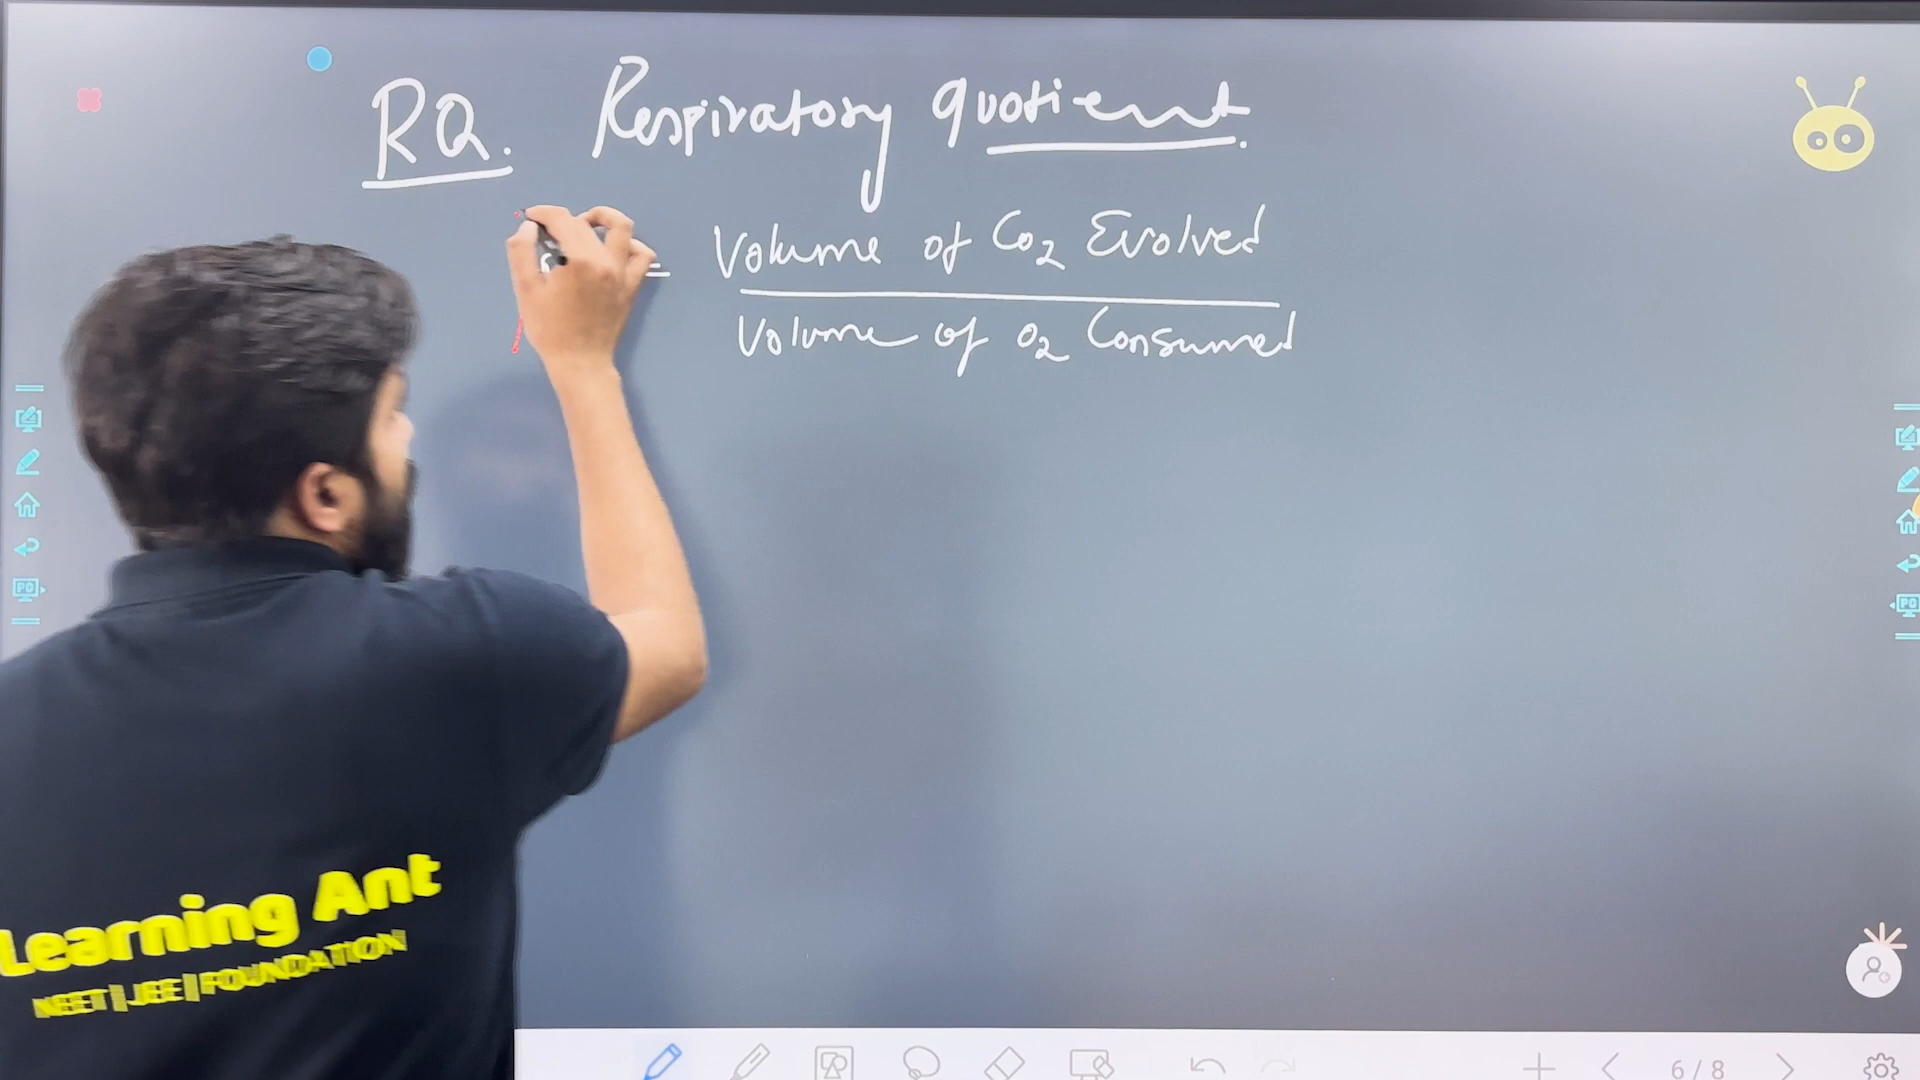 RQ. Respiratory quotient.
= Volume of Co2 Evolved
Volume of O2 Consumed
Learning Ant
NEET | JEE | FOUNDATION
6 / 8